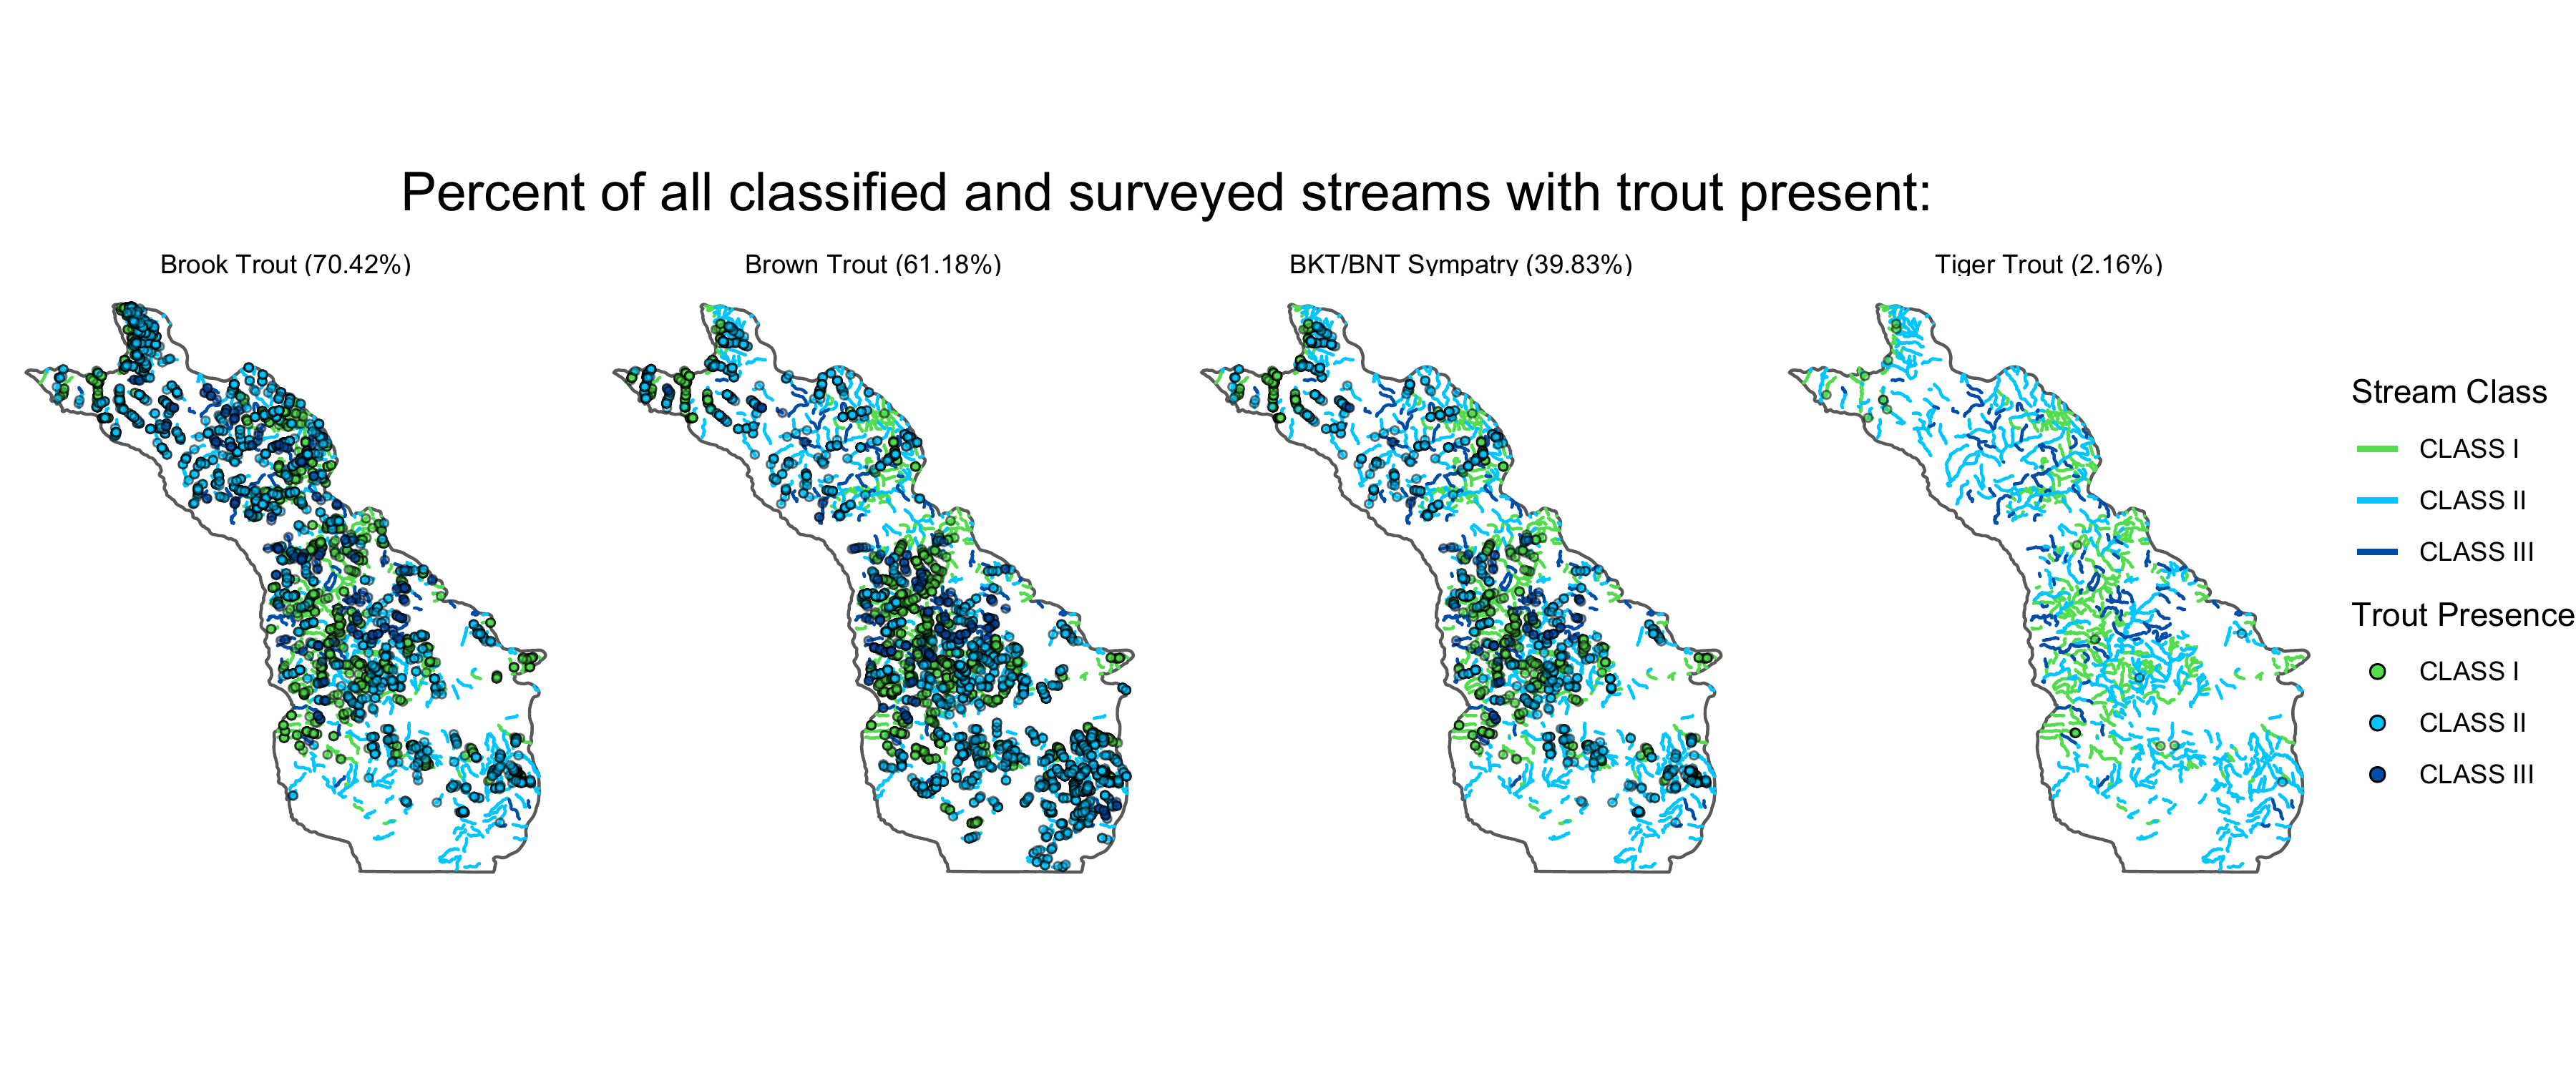 Percent of all classified and surveyed streams with trout present:
Brook Trout (70.42%)
Brown Trout (61.18%)
BKT/BNT Sympatry (39.83%)
Tiger Trout (2.16%)
Stream Class
CLASS I
CLASS II
CLASS III
Trout Presence
CLASS I
CLASS II
CLASS III